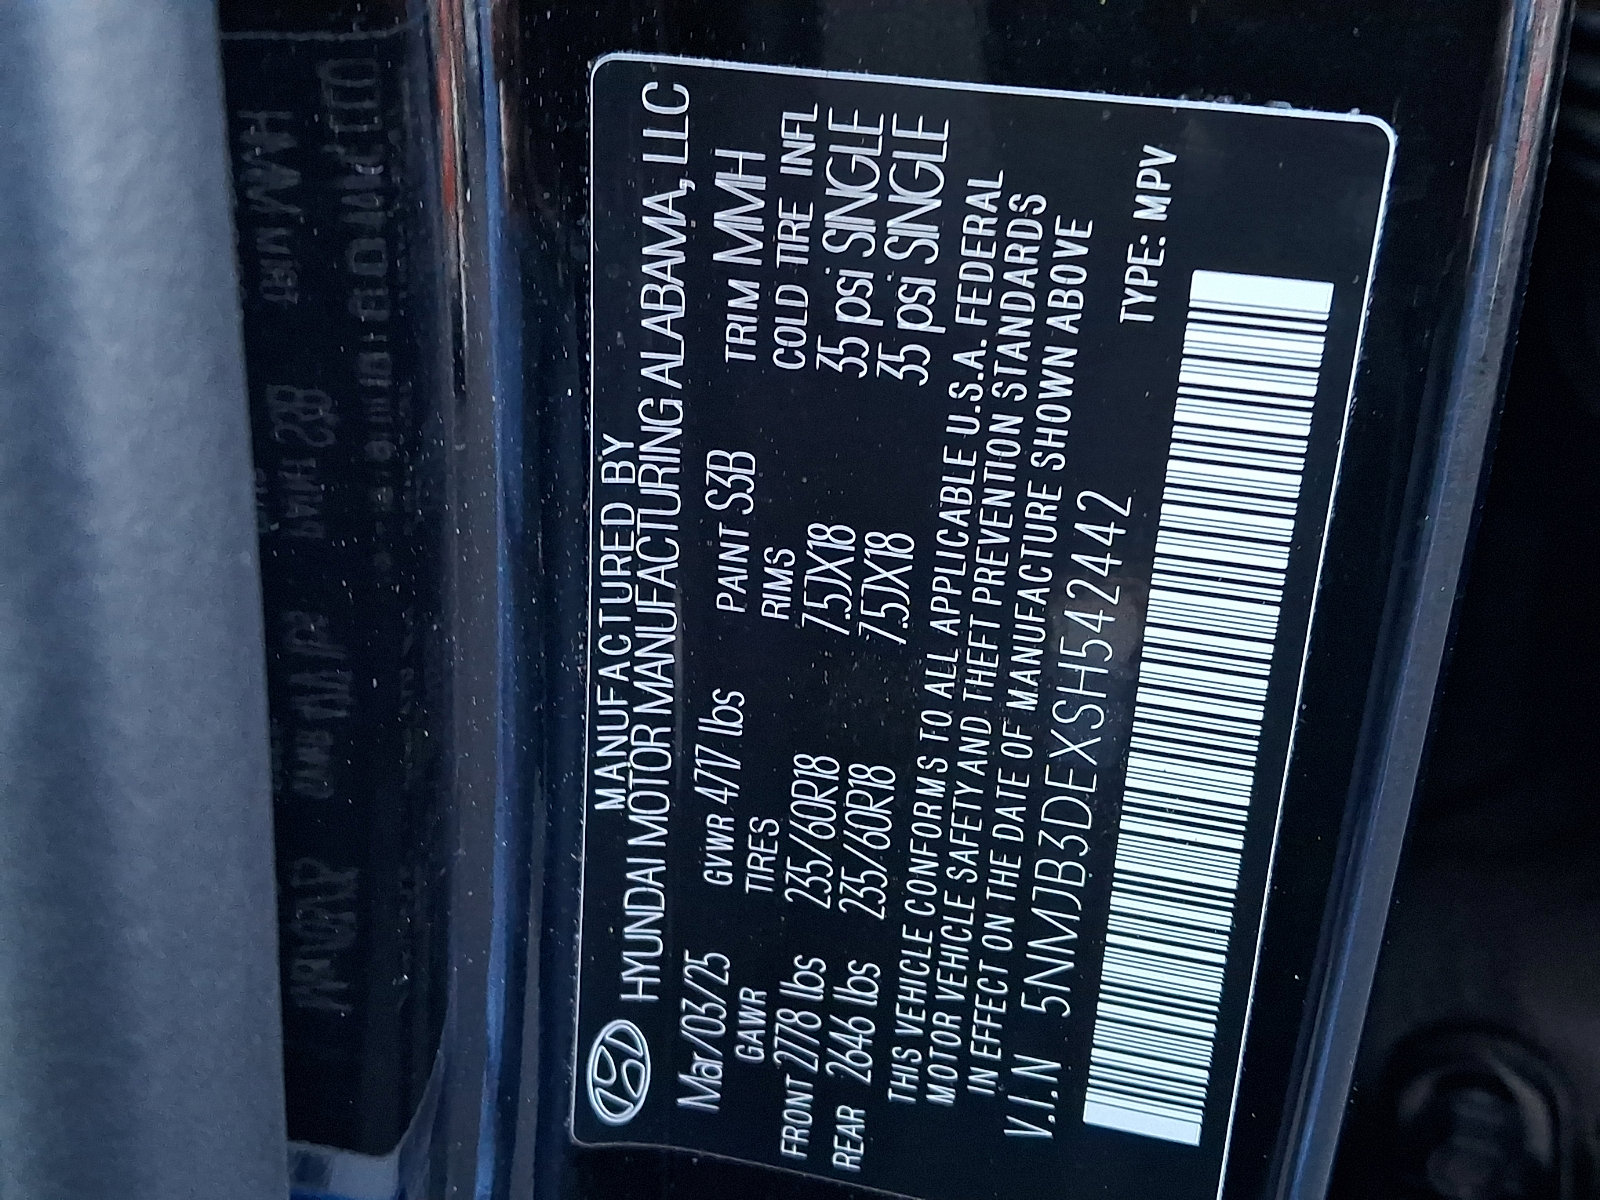 MANUFACTURED BY
HYUNDAI MOTOR MANUFACTURING ALABAMA, LLC
Mar/03/25 GVWR 4717 lbs PAINT S3B TRIM MMH
GAWR TIRES RIMS COLD TIRE INFL
FRONT 2778 lbs 235/60R18 7.5JX18 35 psi SINGLE
REAR 2646 lbs 235/60R18 7.5JX18 35 psi SINGLE
THIS VEHICLE CONFORMS TO ALL APPLICABLE U.S.A. FEDERAL
MOTOR VEHICLE SAFETY AND THEFT PREVENTION STANDARDS
IN EFFECT ON THE DATE OF MANUFACTURE SHOWN ABOVE
V.I.N 5NMJB3DEXSH542442
TYPE: MPV